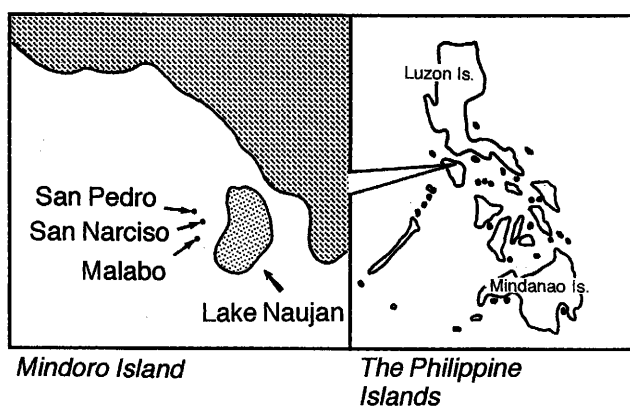 San Pedro
San Narciso
Malabo
Lake Naujan
Mindoro Island
Luzon Is.
Mindanao Is.
The Philippine
Islands